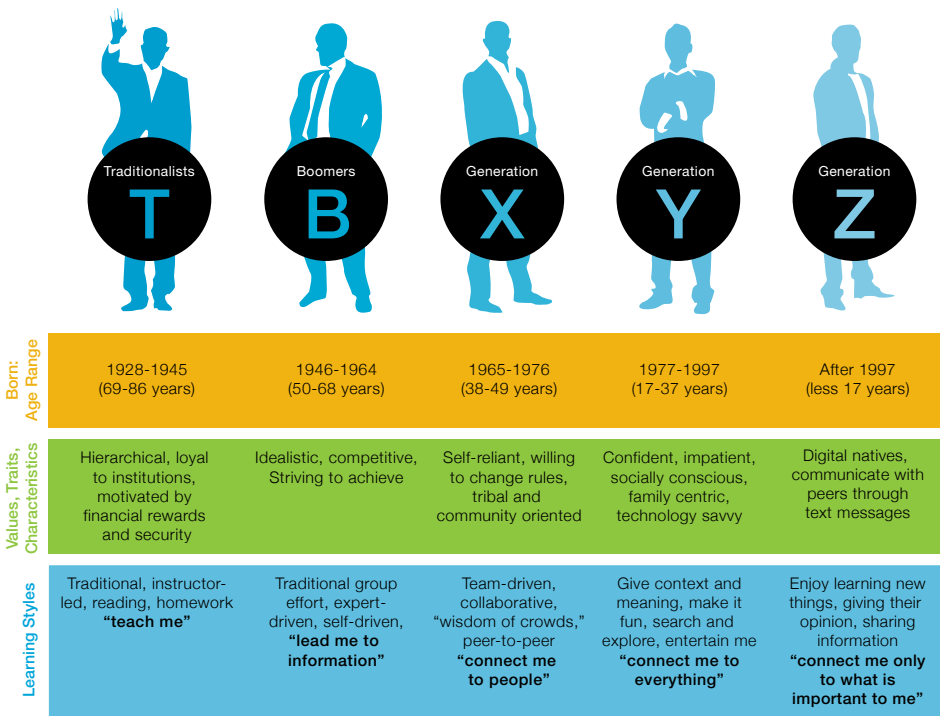 Traditionalists
T
Boomers
B
Generation
X
Generation
Y
Generation
Z
Born:
Age Range
1928-1945
(69-86 years)
1946-1964
(50-68 years)
1965-1976
(38-49 years)
1977-1997
(17-37 years)
After 1997
(less 17 years)
Values, Traits,
Characteristics
Hierarchical, loyal
to institutions,
motivated by
financial rewards
and security
Idealistic, competitive,
Striving to achieve
Self-reliant, willing
to change rules,
tribal and
community oriented
Confident, impatient,
socially conscious,
family centric,
technology savvy
Digital natives,
communicate with
peers through
text messages
Learning Styles
Traditional, instructor-
led, reading, homework
“teach me”
Traditional group
effort, expert-
driven, self-driven,
“lead me to
information”
Team-driven,
collaborative,
“wisdom of crowds,”
peer-to-peer
“connect me
to people”
Give context and
meaning, make it
fun, search and
explore, entertain me
“connect me to
everything”
Enjoy learning new
things, giving their
opinion, sharing
information
“connect me only
to what is
important to me”